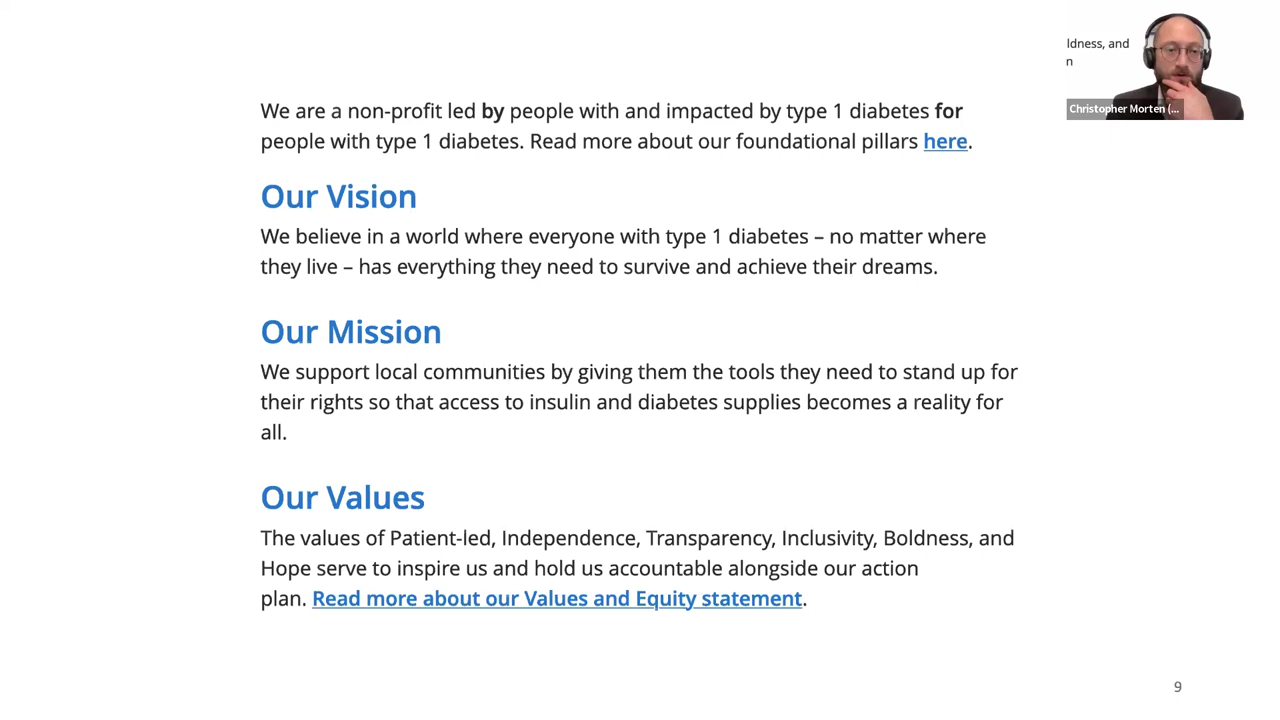 ldness, and
n
Christopher Morten (...
We are a non-profit led by people with and impacted by type 1 diabetes for
people with type 1 diabetes. Read more about our foundational pillars here.
Our Vision
We believe in a world where everyone with type 1 diabetes – no matter where
they live – has everything they need to survive and achieve their dreams.
Our Mission
We support local communities by giving them the tools they need to stand up for
their rights so that access to insulin and diabetes supplies becomes a reality for
all.
Our Values
The values of Patient-led, Independence, Transparency, Inclusivity, Boldness, and
Hope serve to inspire us and hold us accountable alongside our action
plan. Read more about our Values and Equity statement.
9